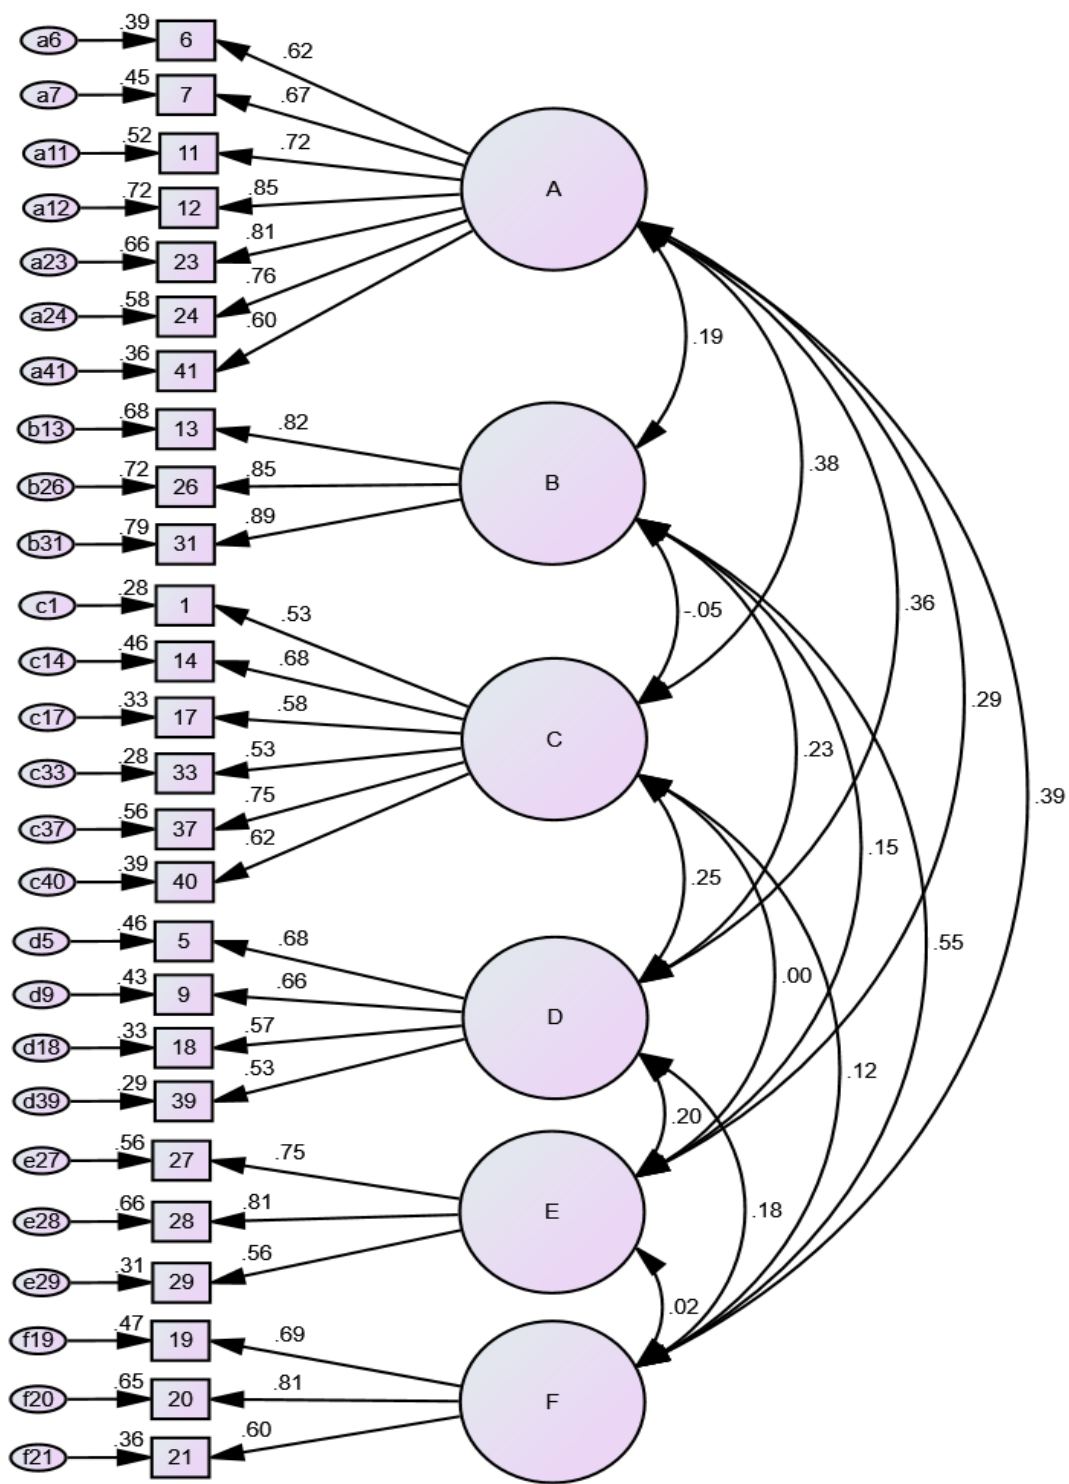 a6 .39 6 .62
a7 .45 7 .67
a11 .52 11 .72
a12 .72 12 .85
a23 .66 23 .81
a24 .58 24 .76
a41 .36 41 .60
A
b13 .68 13 .82
b26 .72 26 .85
b31 .79 31 .89
B
c1 .28 1 .53
c14 .46 14 .68
c17 .33 17 .58
c33 .28 33 .53
c37 .56 37 .75
c40 .39 40 .62
C
d5 .46 5 .68
d9 .43 9 .66
d18 .33 18 .57
d39 .29 39 .53
D
e27 .56 27 .75
e28 .66 28 .81
e29 .31 29 .56
E
f19 .47 19 .69
f20 .65 20 .81
f21 .36 21 .60
F
.19
.38
.36
.29
.39
-.05
.23
.15
.55
.25
.00
.12
.20
.18
.02